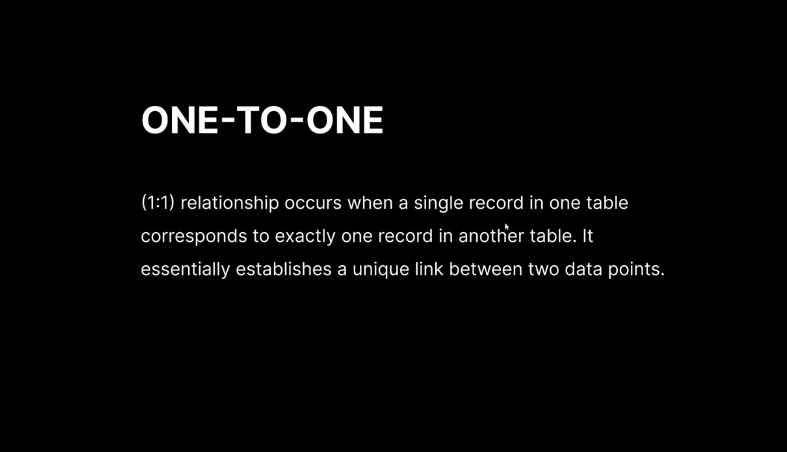 ONE-TO-ONE
(1:1) relationship occurs when a single record in one table
corresponds to exactly one record in another table. It
essentially establishes a unique link between two data points.